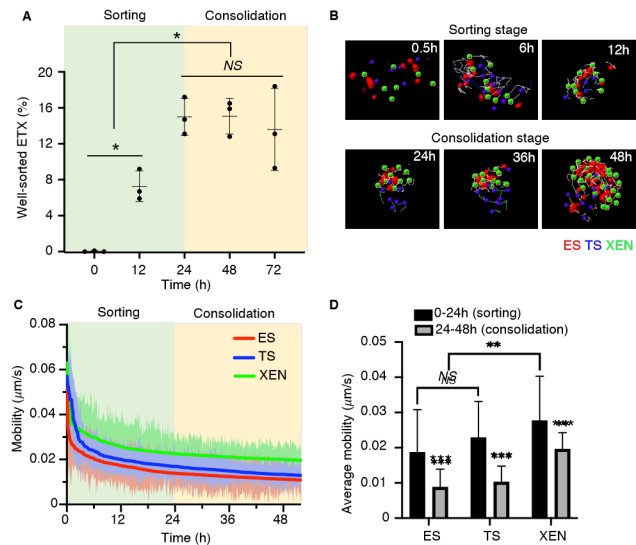 A
Sorting
Consolidation
*
NS
*
Well-sorted ETX (%)
20
16
12
8
4
0
0
12
24
48
72
Time (h)
B
Sorting stage
0.5h
6h
12h
Consolidation stage
24h
36h
48h
ES TS XEN
C
Sorting
Consolidation
ES
TS
XEN
Mobility (μm/s)
0.08
0.06
0.04
0.02
0
0
12
24
36
48
Time (h)
D
0-24h (sorting)
24-48h (consolidation)
**
NS
NS
***
***
***
Average mobility (μm/s)
0.05
0.04
0.03
0.02
0.01
0
ES
TS
XEN